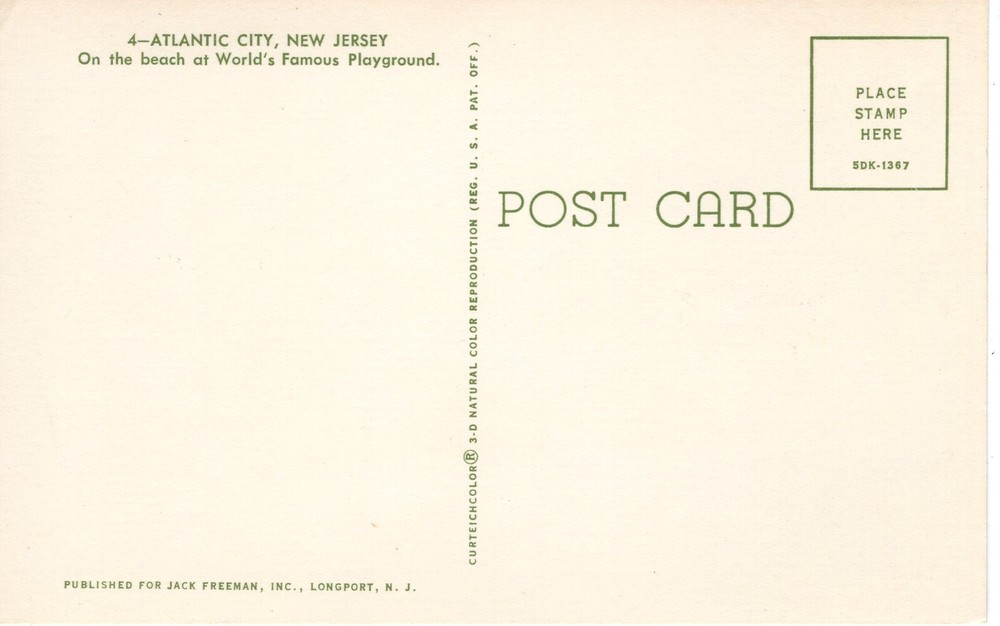 4—ATLANTIC CITY, NEW JERSEY
On the beach at World's Famous Playground.
CURTEICHCOLOR® 3-D NATURAL COLOR REPRODUCTION (REG. U. S. A. PAT. OFF.)
POST CARD
PLACE
STAMP
HERE
5DK-1367
PUBLISHED FOR JACK FREEMAN, INC., LONGPORT, N. J.